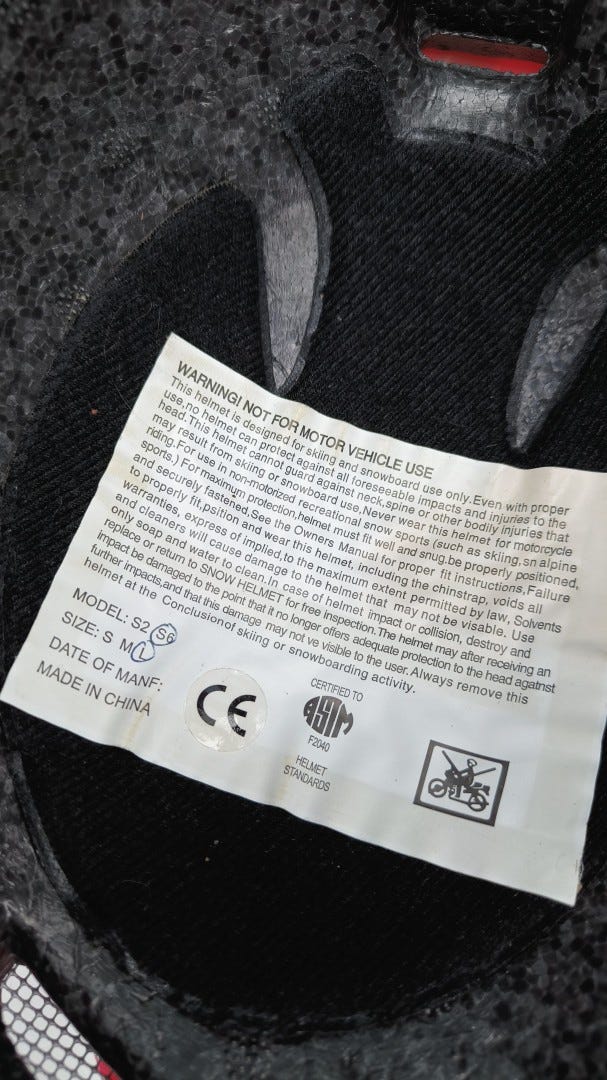 WARNING! NOT FOR MOTOR VEHICLE USE
This helmet is designed for skiing and snowboard use only.Even with proper
use,no helmet can protect against all foreseeable impacts and injuries to the
head.This helmet cannot guard against neck,spine or other bodily injuries that
may result from skiing or snowboard use.Never wear this helmet for motorcycle
riding.For use in non-motorized recreational snow sports (such as skiing,sn alpine
sports.) For maximum protection,helmet must fit well and snug.be properly positioned,
and securely fastened.See the Owners Manual for proper fit instructions.Failure
to properly fit,psition and wear this helmet, including the chinstrap, voids all
warranties, express of implied,to the maximum extent permitted by law, Solvents
and cleaners will cause damage to the helmet that may not be visable. Use
only soap and water to clean.In case of helmet impact or collision, destroy and
replace or return to SNOW HELMET for free inspection.The helmet may after receiving an
impact be damaged to the point that it no longer offers adequate protection to the head against
further impacts,and that this damage may not ve visible to the user.Always remove this
helmet at the Conclusionof skiing or snowboarding activity.
MODEL: S2 S6
SIZE: S M L
DATE OF MANF:
MADE IN CHINA
CE
CERTIFIED TO
ASTM
F2040
HELMET
STANDARDS